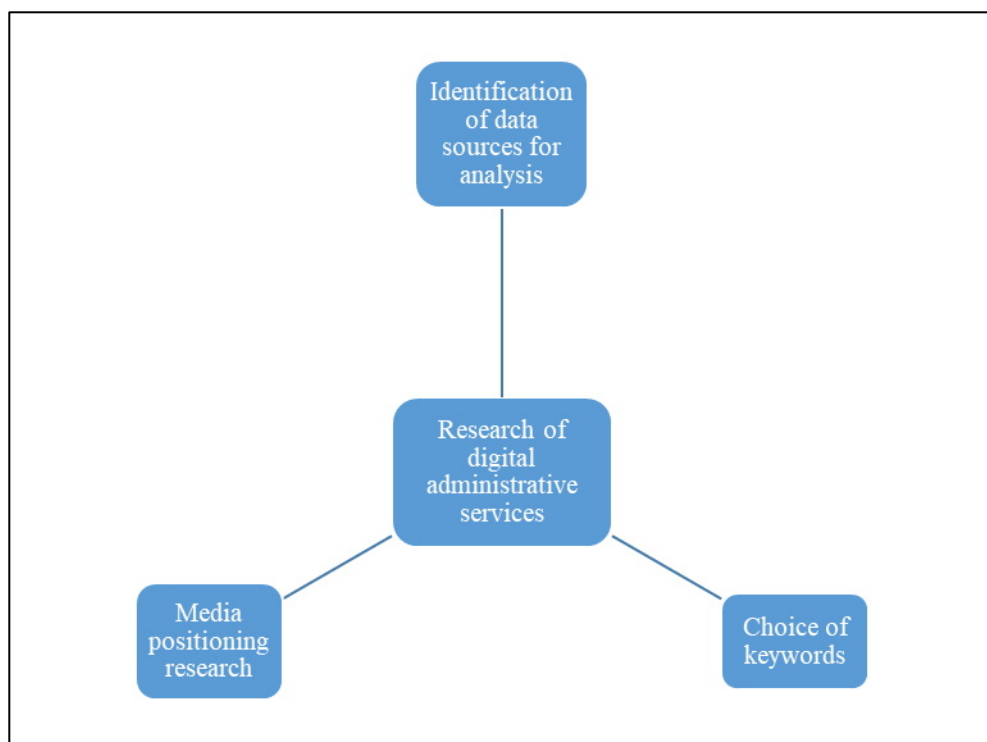 Identification
of data
sources for
analysis
Research of
digital
administrative
services
Media
positioning
research
Choice of
keywords